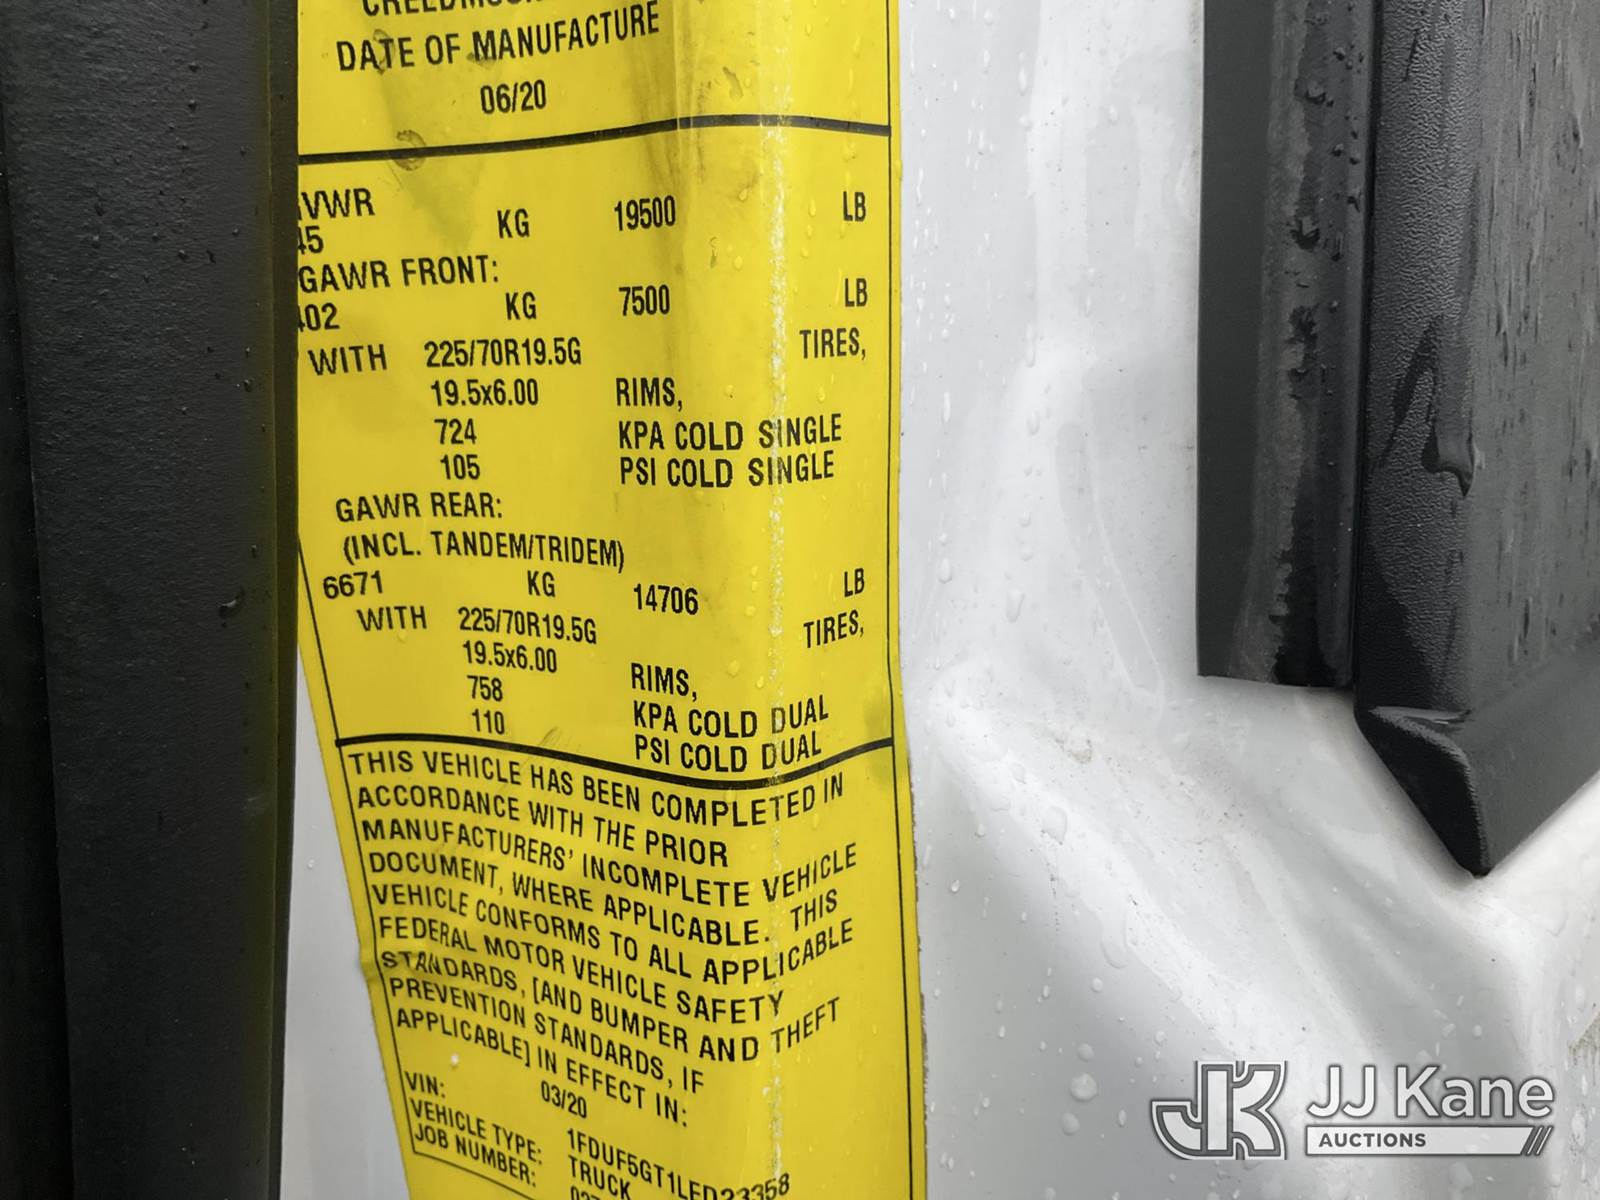 DATE OF MANUFACTURE
06/20
VWR
45 KG 19500 LB
GAWR FRONT:
402 KG 7500 LB
WITH 225/70R19.5G TIRES,
19.5x6.00 RIMS,
724 KPA COLD SINGLE
105 PSI COLD SINGLE
GAWR REAR:
(INCL. TANDEM/TRIDEM)
6671 KG 14706 LB
WITH 225/70R19.5G TIRES,
19.5x6.00 RIMS,
758 KPA COLD DUAL
110 PSI COLD DUAL
THIS VEHICLE HAS BEEN COMPLETED IN
ACCORDANCE WITH THE PRIOR
MANUFACTURERS' INCOMPLETE VEHICLE
DOCUMENT, WHERE APPLICABLE. THIS
VEHICLE CONFORMS TO ALL APPLICABLE
FEDERAL MOTOR VEHICLE SAFETY
STANDARDS, [AND BUMPER AND THEFT
PREVENTION STANDARDS, IF
APPLICABLE] IN EFFECT IN:
03/20
VIN: 1FDUF5GT1LED23358
VEHICLE TYPE: TRUCK
JOB NUMBER:
JK JJ Kane
AUCTIONS